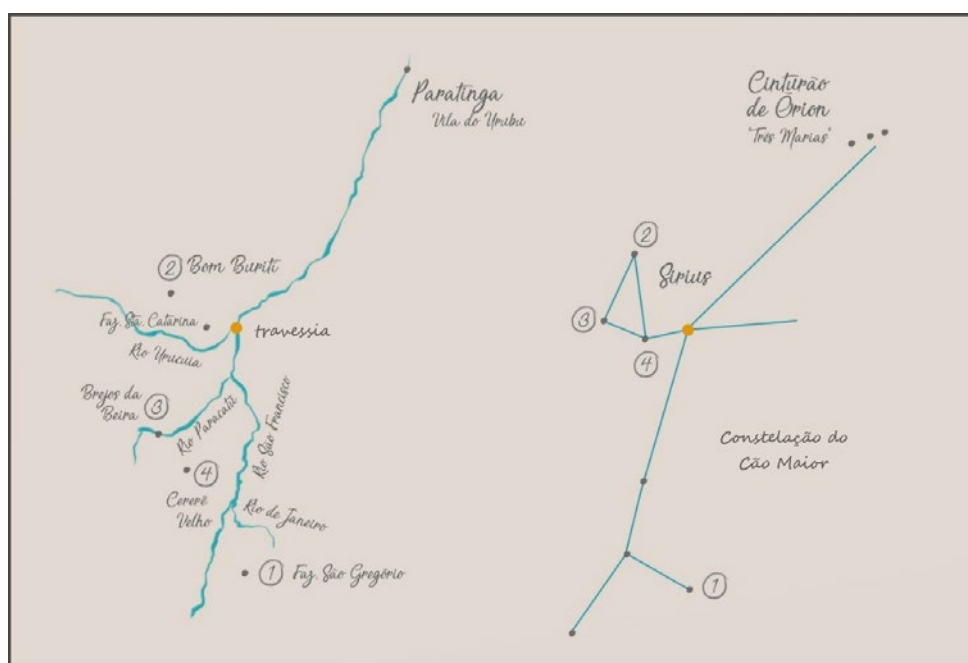 Paratinga
Vila do Urubu
② Bom Buriti
Faz. Sta. Catarina
travessia
Rio Urucuia
Brejos da
Beira ③
Rio Paracatu
Rio São Francisco
④
Cererê
Velho
Rio de Janeiro
① Faz. São Gregório
Cinturão
de Órion
"Três Marias"
②
Sirius
③
④
Constelação do
Cão Maior
①